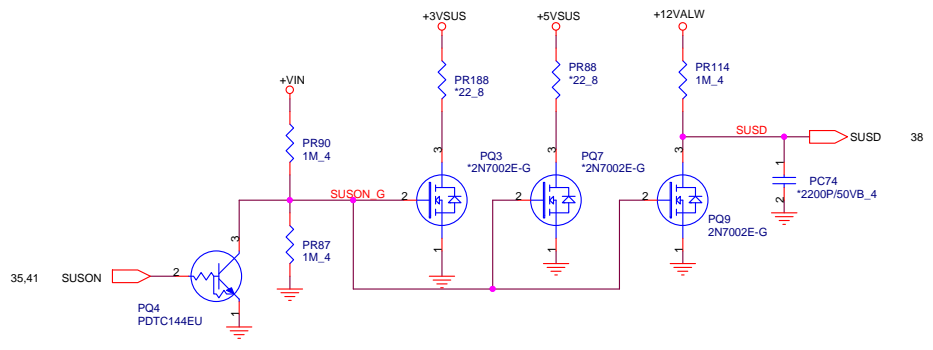 +3VSUS
+5VSUS
+12VALW
PR188
*22_8
PR88
*22_8
PR114
1M_4
+VIN
PR90
1M_4
3
3
3
SUSD
SUSD
38
PQ3
*2N7002E-G
PQ7
*2N7002E-G
1
PC74
*2200P/50VB_4
2
SUSON_G
2
2
2
PQ9
2N7002E-G
3
PR87
1M_4
1
1
1
35,41
SUSON
2
PQ4
PDTC144EU
1